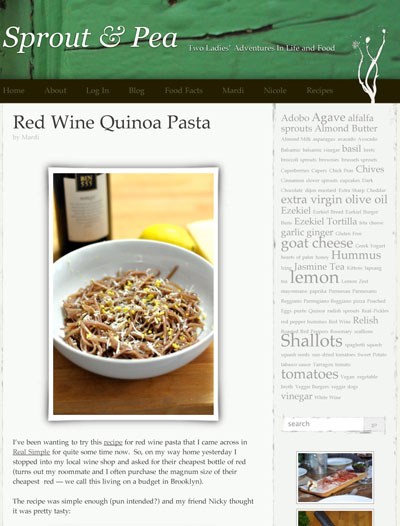 Sprout & Pea
Two Ladies' Adventures In Life and Food
Home About Log In Blog Food Facts Mardi Nicole Recipes
Red Wine Quinoa Pasta
by Mardi
I've been wanting to try this recipe for red wine pasta that I came across in
Real Simple for quite some time now. So, on my way home yesterday I
stopped into my local wine shop and asked for their cheapest bottle of red
(turns out my roommate and I often purchase the magnum size of their
cheapest red — we call this living on a budget in Brooklyn).
The recipe was simple enough (pun intended?) and my friend Nicky thought
it was pretty tasty:
Adobo Agave alfalfa
sprouts Almond Butter
Almond Milk asparagus avocado Avocado
Balsamic balsamic vinegar basil beets
broccoli sprouts brownies brussels sprouts
Caperberries Capers Chick Peas Chives
Cinnamon clover sprouts cupcakes Dark
Chocolate dijon mustard Extra Sharp Cheddar
extra virgin olive oil
Ezekiel Ezekiel Bread Ezekiel Burger
Buns Ezekiel Tortilla feta cheese
garlic ginger Gluten Free
goat cheese Greek Yogurt
hearts of palm honey Hummus
Icing Jasmine Tea Kitfois lapsang
tea lemon Lemon Zest
mayonnaise paprika Parmesan Parmesano
Reggiano Parmigiano Reggiano pizza Poached
Eggs purée Quinoa radish sprouts Real-Pickles
red pepper hummus Red Wine Relish
Roasted Red Peppers Rosemary scallions
Shallots spaghetti squash
squash seeds sun-dried tomatoes Sweet Potato
tabasco sauce Tarragon tomato
tomatoes Vegan vegetable
broth Veggie Burgers veggie dogs
vinegar White Wine
search go